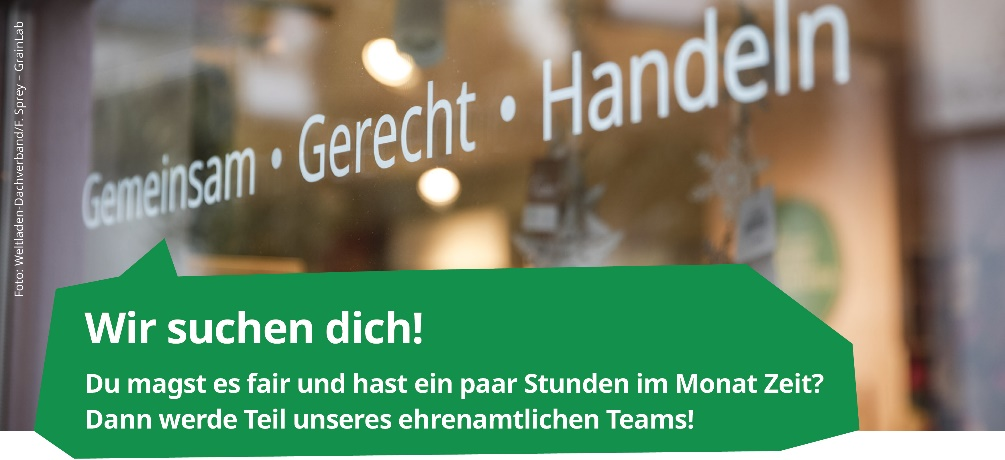 Foto: Weltladen-Dachverband/F. Sprey – GrainLab
Gemeinsam • Gerecht • Handeln
Wir suchen dich!
Du magst es fair und hast ein paar Stunden im Monat Zeit?
Dann werde Teil unseres ehrenamtlichen Teams!